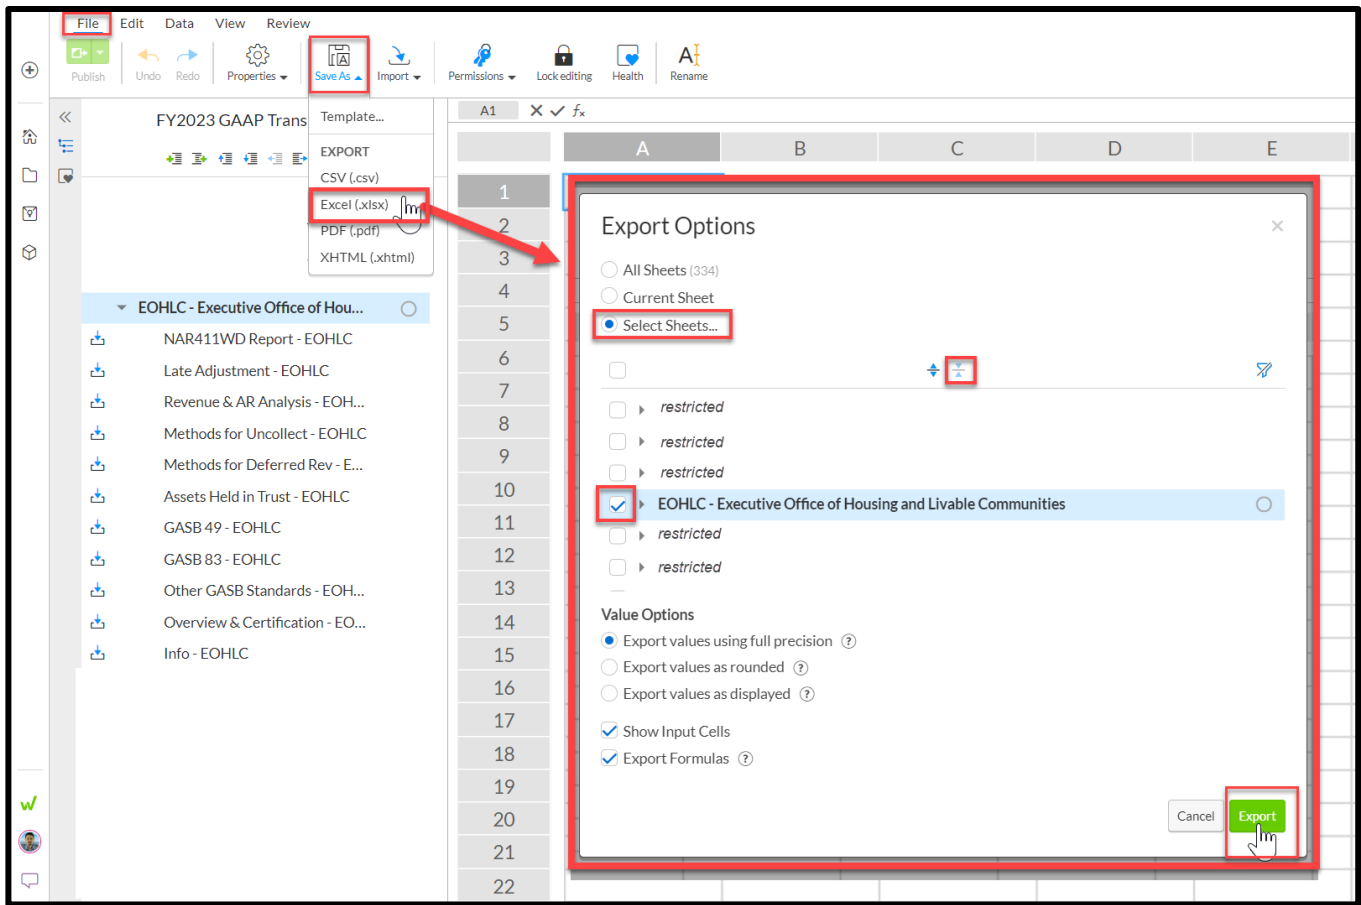 File Edit Data View Review
Publish Undo Redo Properties Save As Import Permissions Lock editing Health Rename
A1 fx
FY2023 GAAP Trans
Template...
EXPORT
CSV (.csv)
Excel (.xlsx)
PDF (.pdf)
XHTML (.xhtml)
EOHLC - Executive Office of Hou...
NAR411WD Report - EOHLC
Late Adjustment - EOHLC
Revenue & AR Analysis - EOH...
Methods for Uncollect - EOHLC
Methods for Deferred Rev - E...
Assets Held in Trust - EOHLC
GASB 49 - EOHLC
GASB 83 - EOHLC
Other GASB Standards - EOH...
Overview & Certification - EO...
Info - EOHLC
A B C D E
1
2
3
4
5
6
7
8
9
10
11
12
13
14
15
16
17
18
19
20
21
22
Export Options
All Sheets (334)
Current Sheet
Select Sheets...
restricted
restricted
restricted
EOHLC - Executive Office of Housing and Livable Communities
restricted
restricted
Value Options
Export values using full precision ?
Export values as rounded ?
Export values as displayed ?
Show Input Cells
Export Formulas ?
Cancel Export